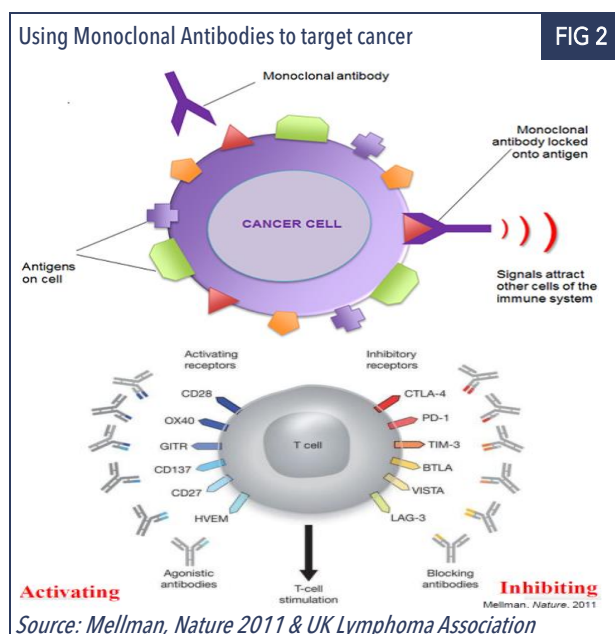 Using Monoclonal Antibodies to target cancer
FIG 2
Monoclonal antibody
Monoclonal
antibody locked
onto antigen
CANCER CELL
Antigens
on cell
Signals attract
other cells of the
immune system
Activating
receptors
Inhibitory
receptors
CD28
OX40
GITR
CD137
CD27
HVEM
T cell
CTLA-4
PD-1
TIM-3
BTLA
VISTA
LAG-3
Agonistic
antibodies
T-cell
stimulation
Blocking
antibodies
Activating
Inhibiting
Mellman. Nature. 2011
Source: Mellman, Nature 2011 & UK Lymphoma Association